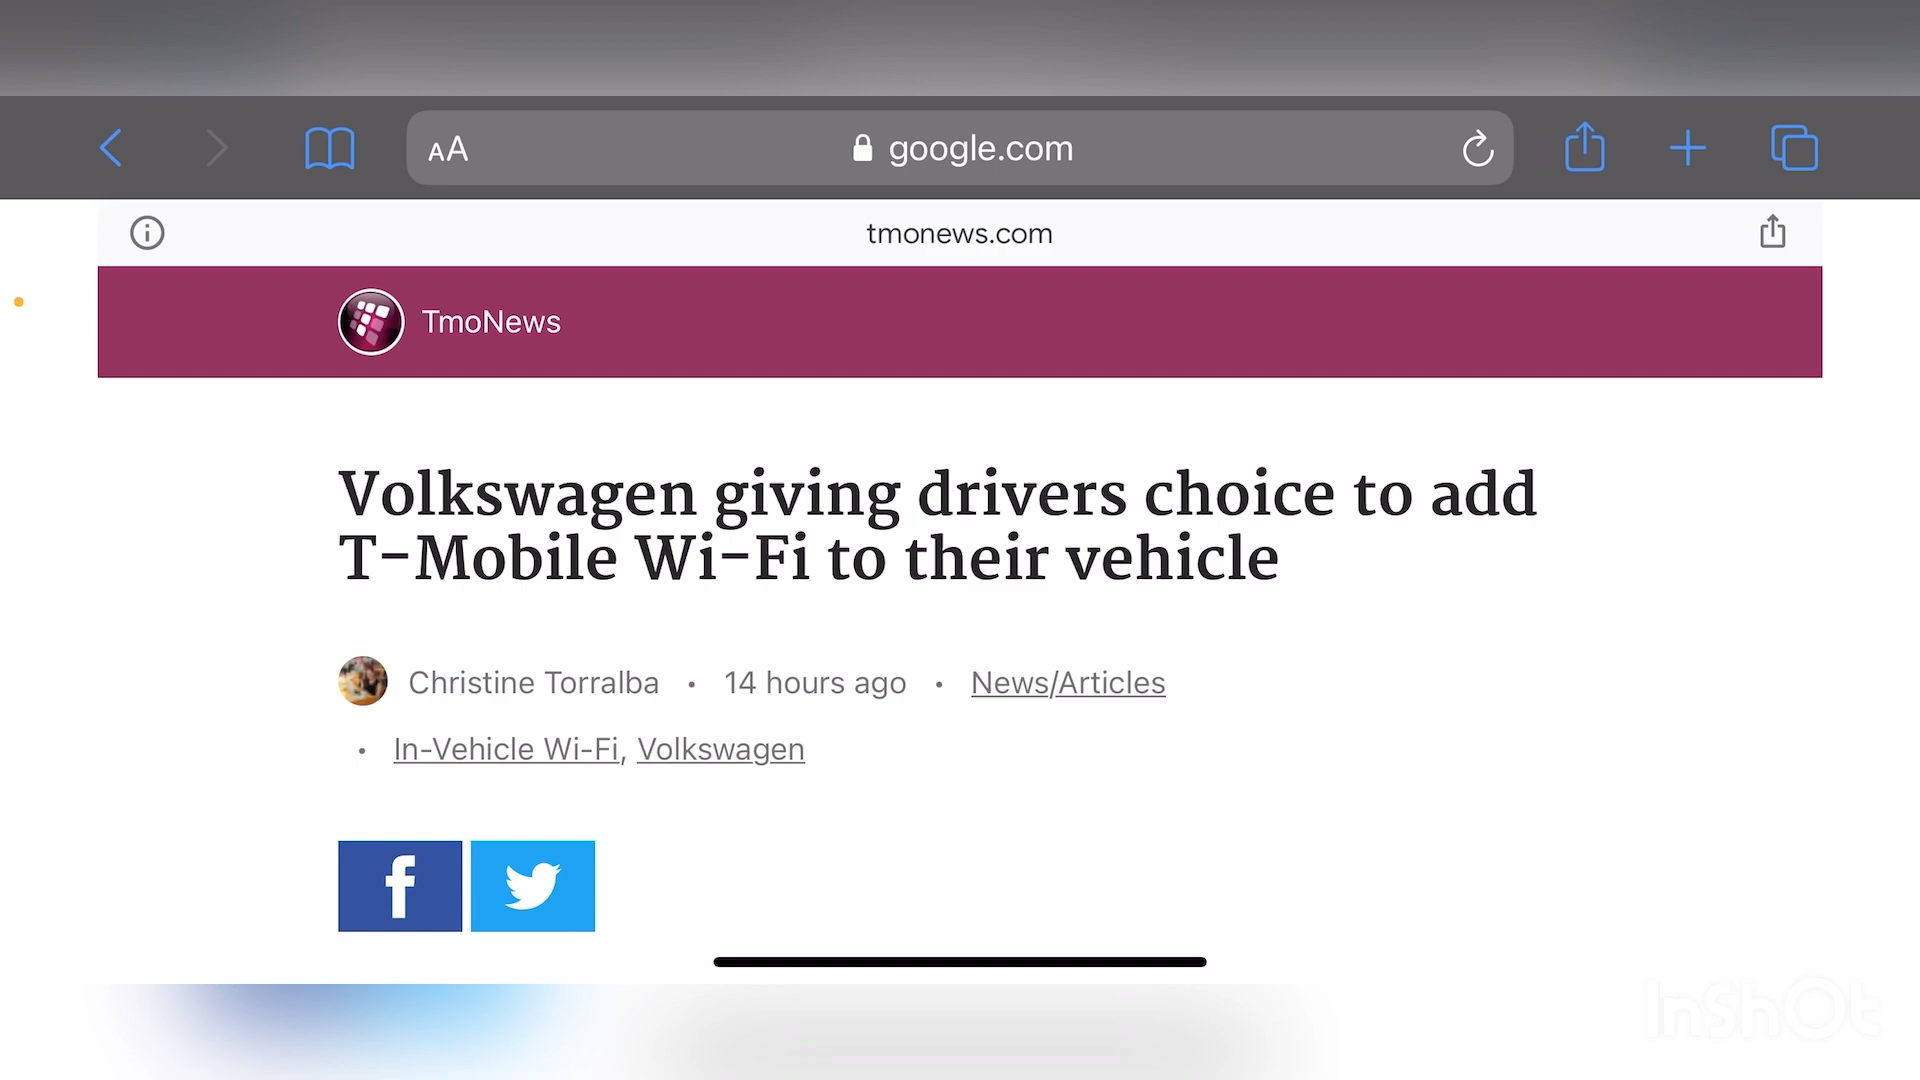 AA google.com
tmonews.com
TmoNews
Volkswagen giving drivers choice to add
T-Mobile Wi-Fi to their vehicle
Christine Torralba • 14 hours ago • News/Articles
• In-Vehicle Wi-Fi, Volkswagen
InShOt